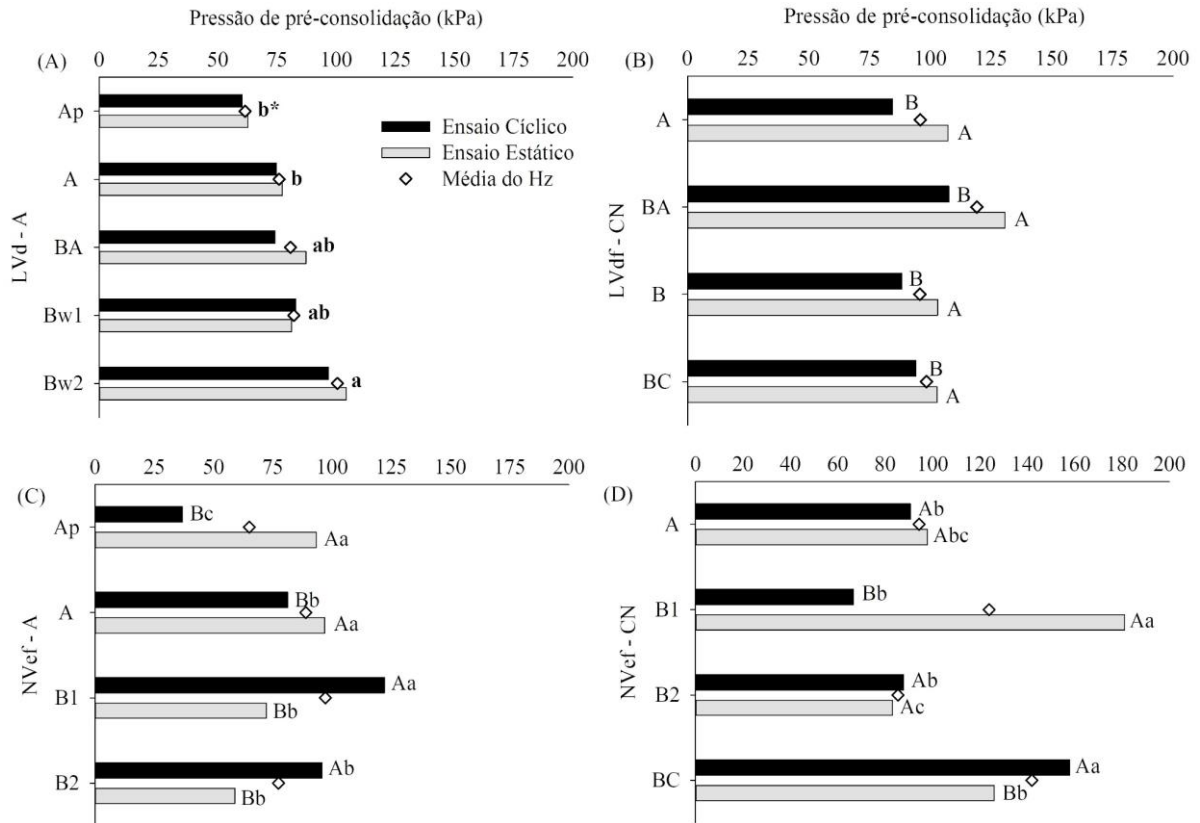 Pressão de pré-consolidação (kPa)
(A)
0 25 50 75 100 125 150 175 200
Ap
b*
Ensaio Cíclico
Ensaio Estático
Média do Hz
A
b
BA
ab
Bw1
ab
Bw2
a
LVd - A
Pressão de pré-consolidação (kPa)
(B)
0 25 50 75 100 125 150 175 200
A
B
A
BA
B
A
B
B
A
BC
B
A
LVdf - CN
(C)
0 25 50 75 100 125 150 175 200
Ap
Bc
Aa
A
Bb
Aa
B1
Aa
Bb
B2
Ab
Bb
NVef - A
(D)
0 20 40 60 80 100 120 140 160 180 200
A
Ab
Abc
B1
Bb
Aa
B2
Ab
Ac
BC
Aa
Bb
NVef - CN